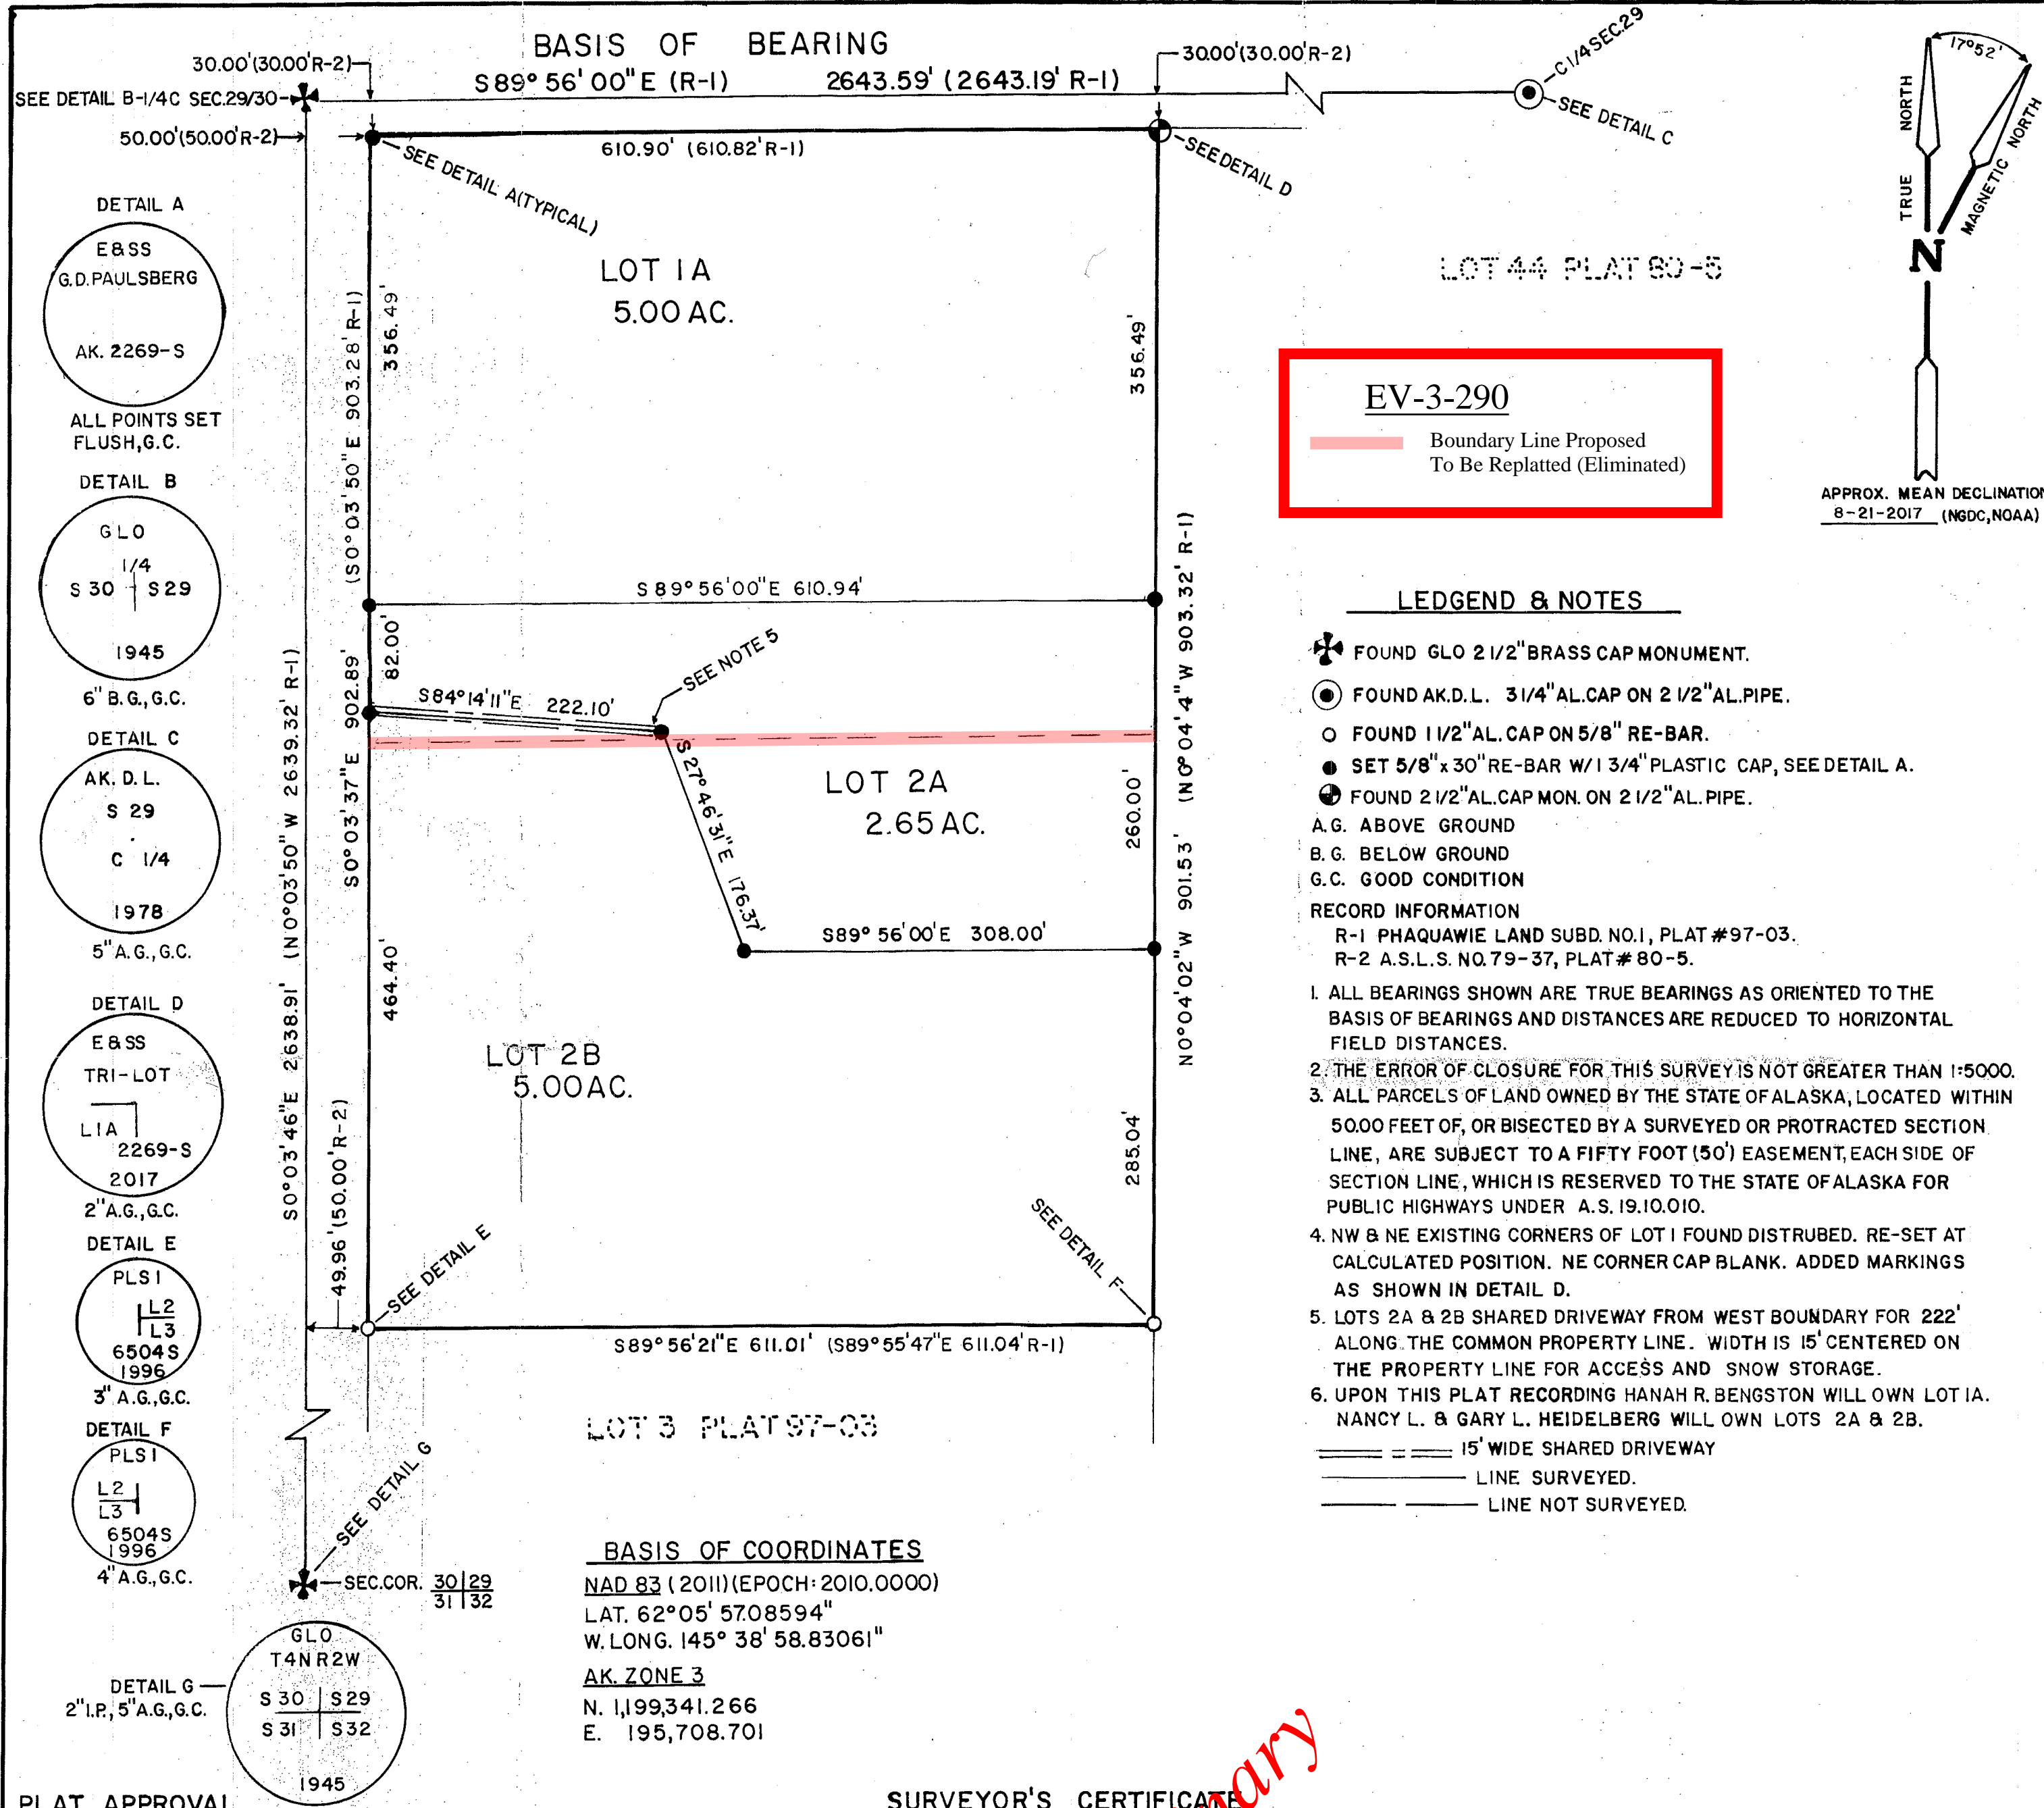 BASIS OF BEARING
30.00'(30.00'R-2)
S89°56'00"E (R-1) 2643.59' (2643.19' R-1)
30.00'(30.00'R-2)
C 1/4 SEC.29
SEE DETAIL B-1/4C SEC.29/30
SEE DETAIL C
50.00'(50.00'R-2)
610.90' (610.82'R-1)
SEE DETAIL A(TYPICAL)
SEE DETAIL D
17°52'
TRUE NORTH
MAGNETIC NORTH
N
APPROX. MEAN DECLINATION
8-21-2017 (NGDC,NOAA)
DETAIL A
E&SS
G.D.PAULSBERG
AK. 2269-S
ALL POINTS SET
FLUSH,G.C.
DETAIL B
GLO
1/4
S 30 S 29
1945
6" B.G.,G.C.
DETAIL C
AK. D. L.
S 29
C 1/4
1978
5" A.G.,G.C.
DETAIL D
E & SS
TRI-LOT
L1A
2269-S
2017
2" A.G.,G.C.
DETAIL E
PLS I
L2
L3
6504S
1996
3" A.G.,G.C.
DETAIL F
PLS I
L2
L3
6504S
1996
4" A.G.,G.C.
LOT 1A
5.00 AC.
LOT 44 PLAT 80-5
(S0°03'50"E 903.28' R-1)
356.49'
356.49'
EV-3-290
Boundary Line Proposed
To Be Replatted (Eliminated)
S 89°56'00"E 610.94'
82.00'
SEE NOTE 5
S84°14'11"E 222.10'
S 27°46'31"E 176.37'
LOT 2A
2.65 AC.
260.00'
S89°56'00"E 308.00'
S0°03'37"E 902.89'
464.40'
S0°03'46"E 2638.91' (N0°03'50"W 2639.32' R-1)
N0°04'02"W 901.53' (N0°04'4"W 903.32' R-1)
LOT 2B
5.00 AC.
285.04'
49.96'(50.00'R-2)
SEE DETAIL E
SEE DETAIL F
S89°56'21"E 611.01' (S89°55'47"E 611.04'R-1)
LOT 3 PLAT 97-03
SEE DETAIL G
SEC.COR. 30 29
31 32
DETAIL G
2" I.P., 5" A.G.,G.C.
GLO
T4N R2W
S 30 S 29
S 31 S 32
1945
BASIS OF COORDINATES
NAD 83 (2011)(EPOCH:2010.0000)
LAT. 62°05'57.08594"
W. LONG. 145°38'58.83061"
AK. ZONE 3
N. 1,199,341.266
E. 195,708.701
LEDGEND & NOTES
FOUND GLO 2 1/2" BRASS CAP MONUMENT.
FOUND AK.D.L. 3 1/4"AL.CAP ON 2 1/2"AL.PIPE.
FOUND 1 1/2"AL.CAP ON 5/8" RE-BAR.
SET 5/8"x 30" RE-BAR W/1 3/4" PLASTIC CAP, SEE DETAIL A.
FOUND 2 1/2"AL.CAP MON. ON 2 1/2"AL.PIPE.
A.G. ABOVE GROUND
B.G. BELOW GROUND
G.C. GOOD CONDITION
RECORD INFORMATION
R-1 PHAQUAWIE LAND SUBD. NO.1, PLAT #97-03.
R-2 A.S.L.S. NO. 79-37, PLAT # 80-5.
1. ALL BEARINGS SHOWN ARE TRUE BEARINGS AS ORIENTED TO THE
BASIS OF BEARINGS AND DISTANCES ARE REDUCED TO HORIZONTAL
FIELD DISTANCES.
2. THE ERROR OF CLOSURE FOR THIS SURVEY IS NOT GREATER THAN 1:5000.
3. ALL PARCELS OF LAND OWNED BY THE STATE OF ALASKA, LOCATED WITHIN
50.00 FEET OF, OR BISECTED BY A SURVEYED OR PROTRACTED SECTION
LINE, ARE SUBJECT TO A FIFTY FOOT (50') EASEMENT, EACH SIDE OF
SECTION LINE, WHICH IS RESERVED TO THE STATE OF ALASKA FOR
PUBLIC HIGHWAYS UNDER A.S. 19.10.010.
4. NW & NE EXISTING CORNERS OF LOT 1 FOUND DISTRUBED. RE-SET AT
CALCULATED POSITION. NE CORNER CAP BLANK. ADDED MARKINGS
AS SHOWN IN DETAIL D.
5. LOTS 2A & 2B SHARED DRIVEWAY FROM WEST BOUNDARY FOR 222'
ALONG THE COMMON PROPERTY LINE. WIDTH IS 15' CENTERED ON
THE PROPERTY LINE FOR ACCESS AND SNOW STORAGE.
6. UPON THIS PLAT RECORDING HANAH R. BENGSTON WILL OWN LOT 1A.
NANCY L. & GARY L. HEIDELBERG WILL OWN LOTS 2A & 2B.
15' WIDE SHARED DRIVEWAY
LINE SURVEYED.
LINE NOT SURVEYED.
PLAT APPROVAL
SURVEYOR'S CERTIFICATE
nary